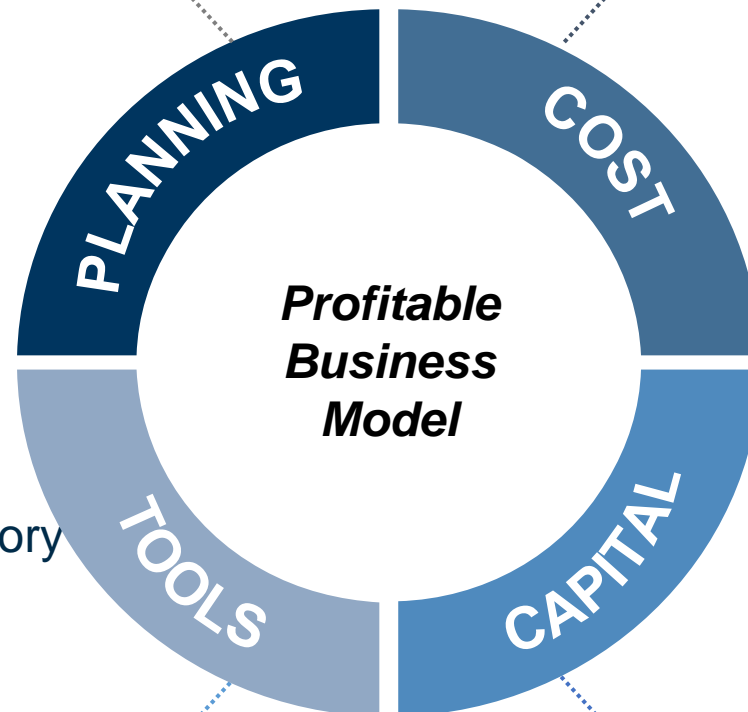 PLANNING
COST
Profitable
Business
Model
ory
TOOLS
CAPITAL